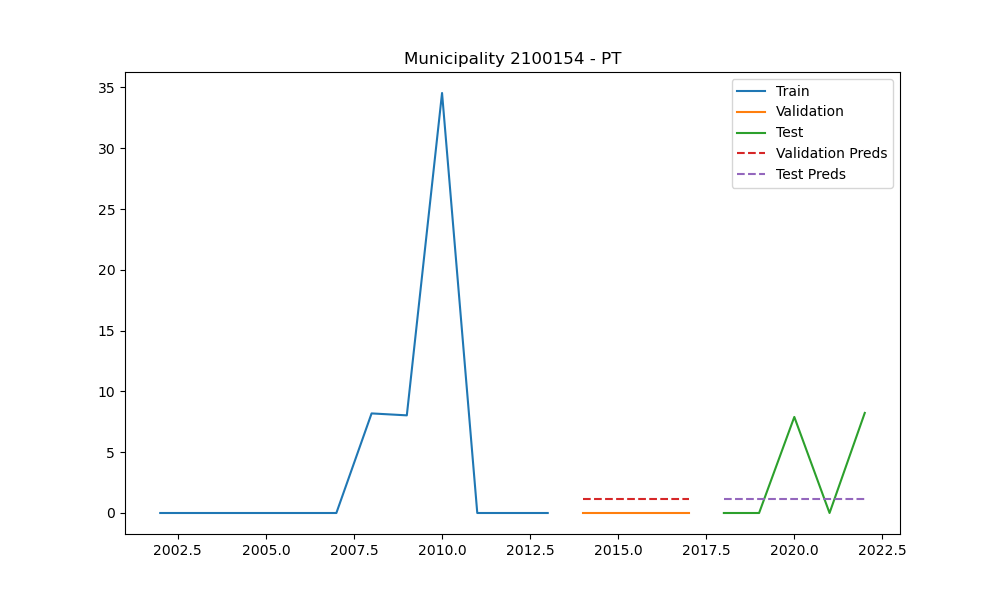 Municipality 2100154 - PT
35
30
25
20
15
10
5
0
Train
Validation
Test
Validation Preds
Test Preds
2002.5 2005.0 2007.5 2010.0 2012.5 2015.0 2017.5 2020.0 2022.5